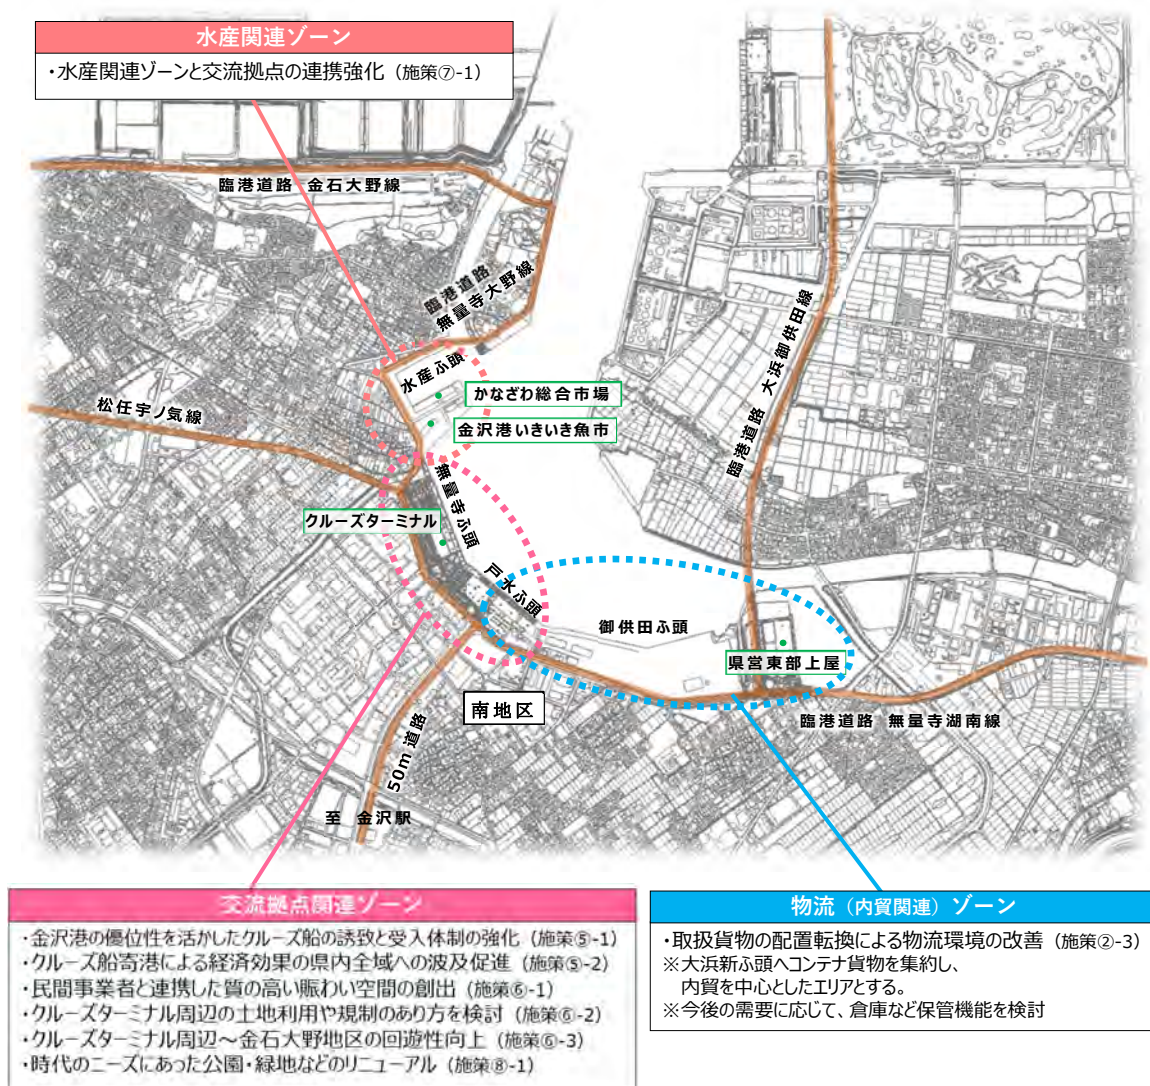 水産関連ゾーン
・水産関連ゾーンと交流拠点の連携強化（施策⑦-1）
臨港道路 金石大野線
臨港道路
無量寺大野線
水産ふ頭
かなざわ総合市場
金沢港いきいき魚市
松任宇ノ気線
無量寺ふ頭
クルーズターミナル
戸水ふ頭
御供田ふ頭
臨港道路 大浜御供田線
県営東部上屋
南地区
臨港道路 無量寺湖南線
50m道路
至 金沢駅
交流拠点関連ゾーン
・金沢港の優位性を活かしたクルーズ船の誘致と受入体制の強化（施策⑤-1）
・クルーズ船寄港による経済効果の県内全域への波及促進（施策⑤-2）
・民間事業者と連携した質の高い賑わい空間の創出（施策⑥-1）
・クルーズターミナル周辺の土地利用や規制のあり方を検討（施策⑥-2）
・クルーズターミナル周辺～金石大野地区の回遊性向上（施策⑥-3）
・時代のニーズにあった公園・緑地などのリニューアル（施策⑧-1）
物流（内貿関連）ゾーン
・取扱貨物の配置転換による物流環境の改善（施策②-3）
※大浜新ふ頭へコンテナ貨物を集約し、
内貿を中心としたエリアとする。
※今後の需要に応じて、倉庫など保管機能を検討